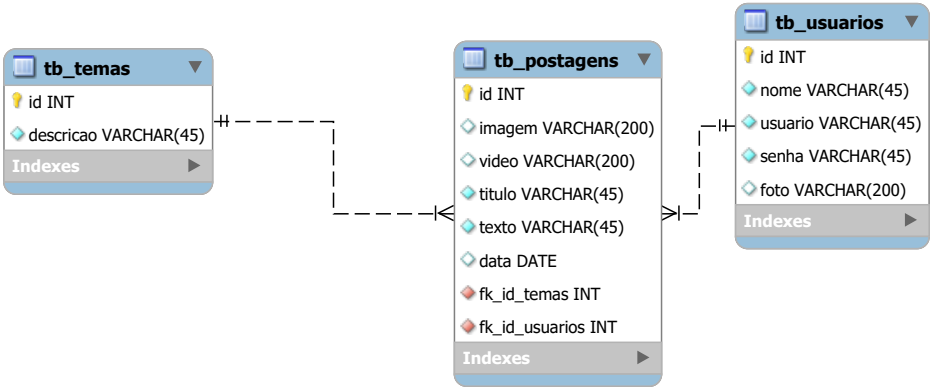 tb_temas
id INT
descricao VARCHAR(45)
Indexes
tb_postagens
id INT
imagem VARCHAR(200)
video VARCHAR(200)
titulo VARCHAR(45)
texto VARCHAR(45)
data DATE
fk_id_temas INT
fk_id_usuarios INT
Indexes
tb_usuarios
id INT
nome VARCHAR(45)
usuario VARCHAR(45)
senha VARCHAR(45)
foto VARCHAR(200)
Indexes